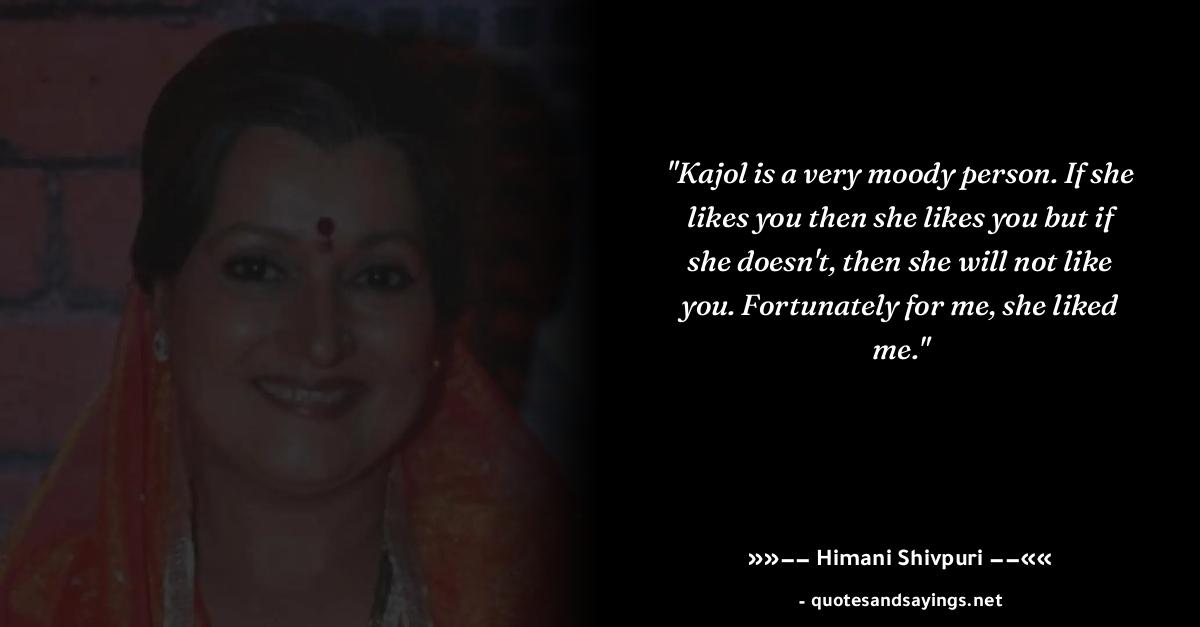 "Kajol is a very moody person. If she
likes you then she likes you but if
she doesn't, then she will not like
you. Fortunately for me, she liked
me."
»»−− Himani Shivpuri −−««
- quotesandsayings.net